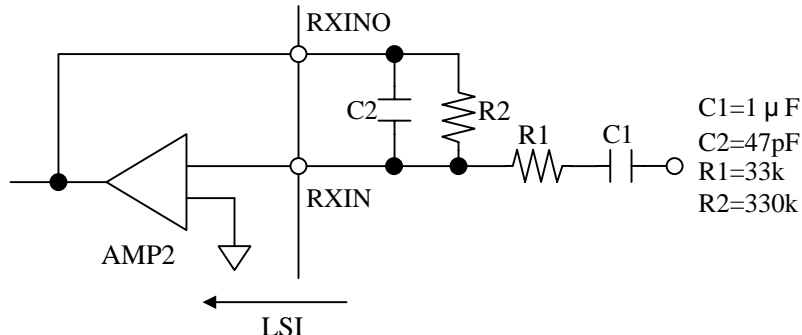 RXINO
C2
R2
R1
C1
C1=1μF
C2=47pF
R1=33k
R2=330k
RXIN
AMP2
LSI